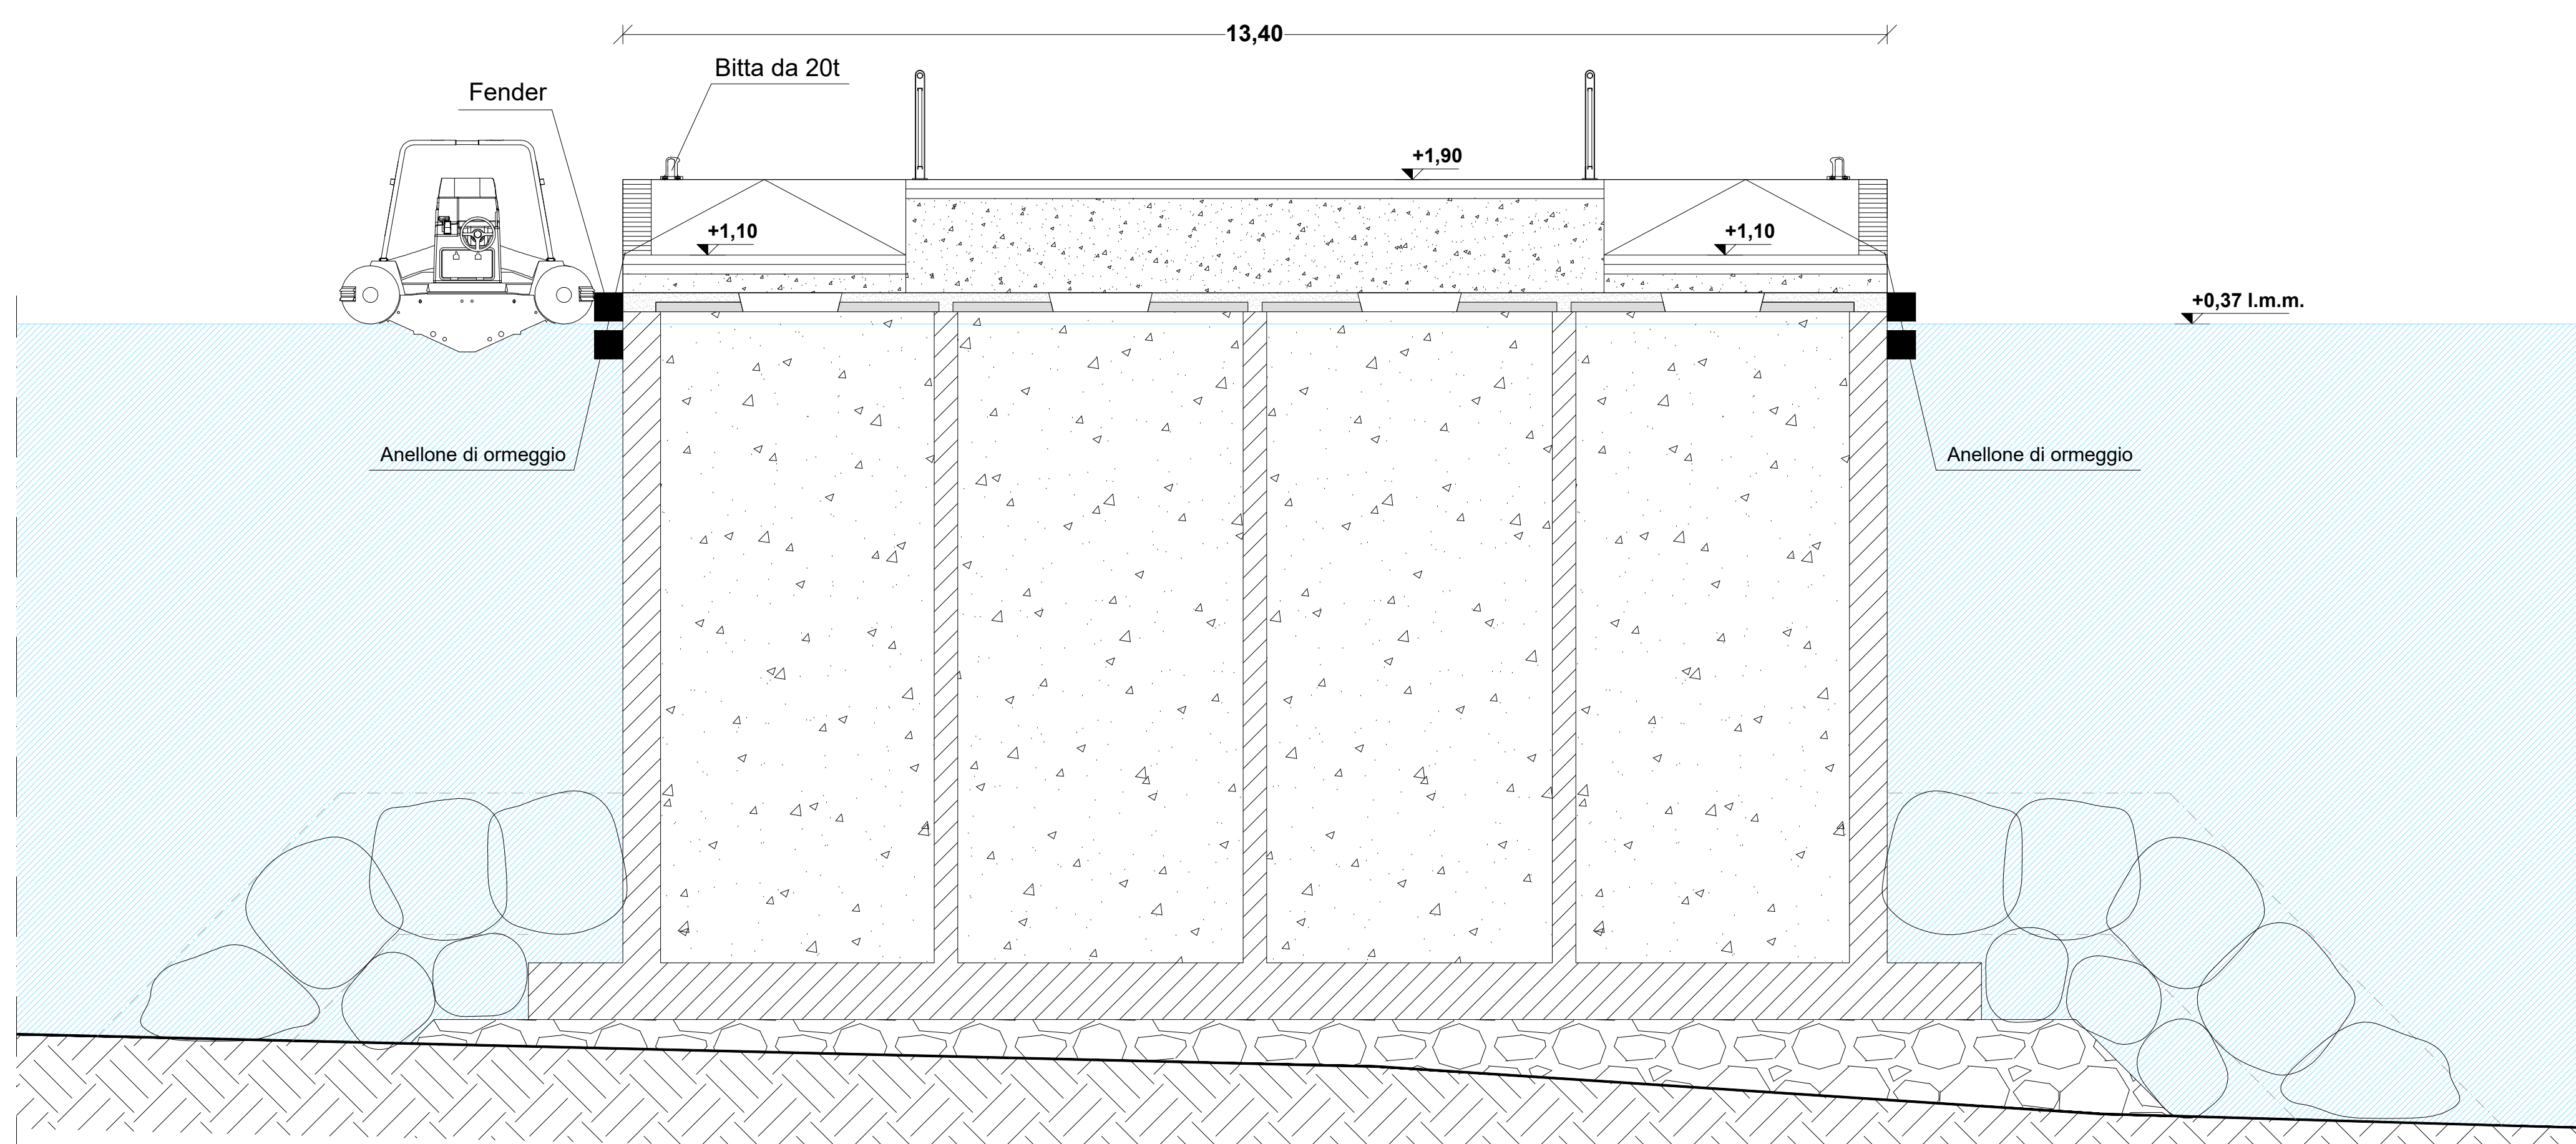 13,40
Bitta da 20t
Fender
+1,90
+1,10
+1,10
+0,37 l.m.m.
Anellone di ormeggio
Anellone di ormeggio